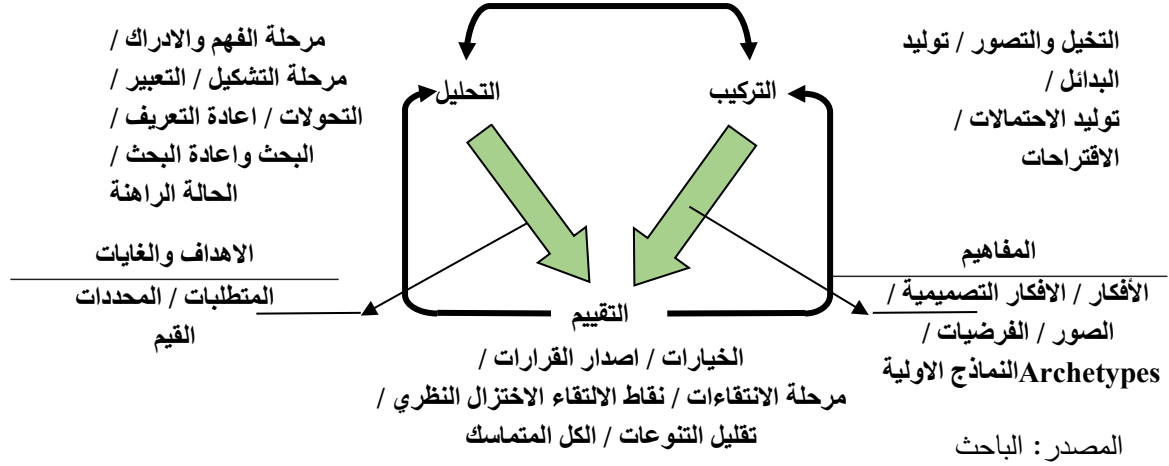 التخيل والتصور / توليد
البدائل /
توليد الاحتمالات /
الاقتراحات
مرحلة الفهم والادراك /
مرحلة التشكيل / التعبير /
التحولات / اعادة التعريف /
البحث واعادة البحث /
الحالة الراهنة
التركيب
التحليل
المفاهيم
الأفكار / الافكار التصميمية /
الصور / الفرضيات /
النماذج الاولية Archetypes
الاهداف والغايات
المتطلبات / المحددات
القيم
التقييم
الخيارات / اصدار القرارات /
مرحلة الانتقاءات / نقاط الالتقاء الاختزال النظري /
تقليل التنوعات / الكل المتماسك
المصدر: الباحث